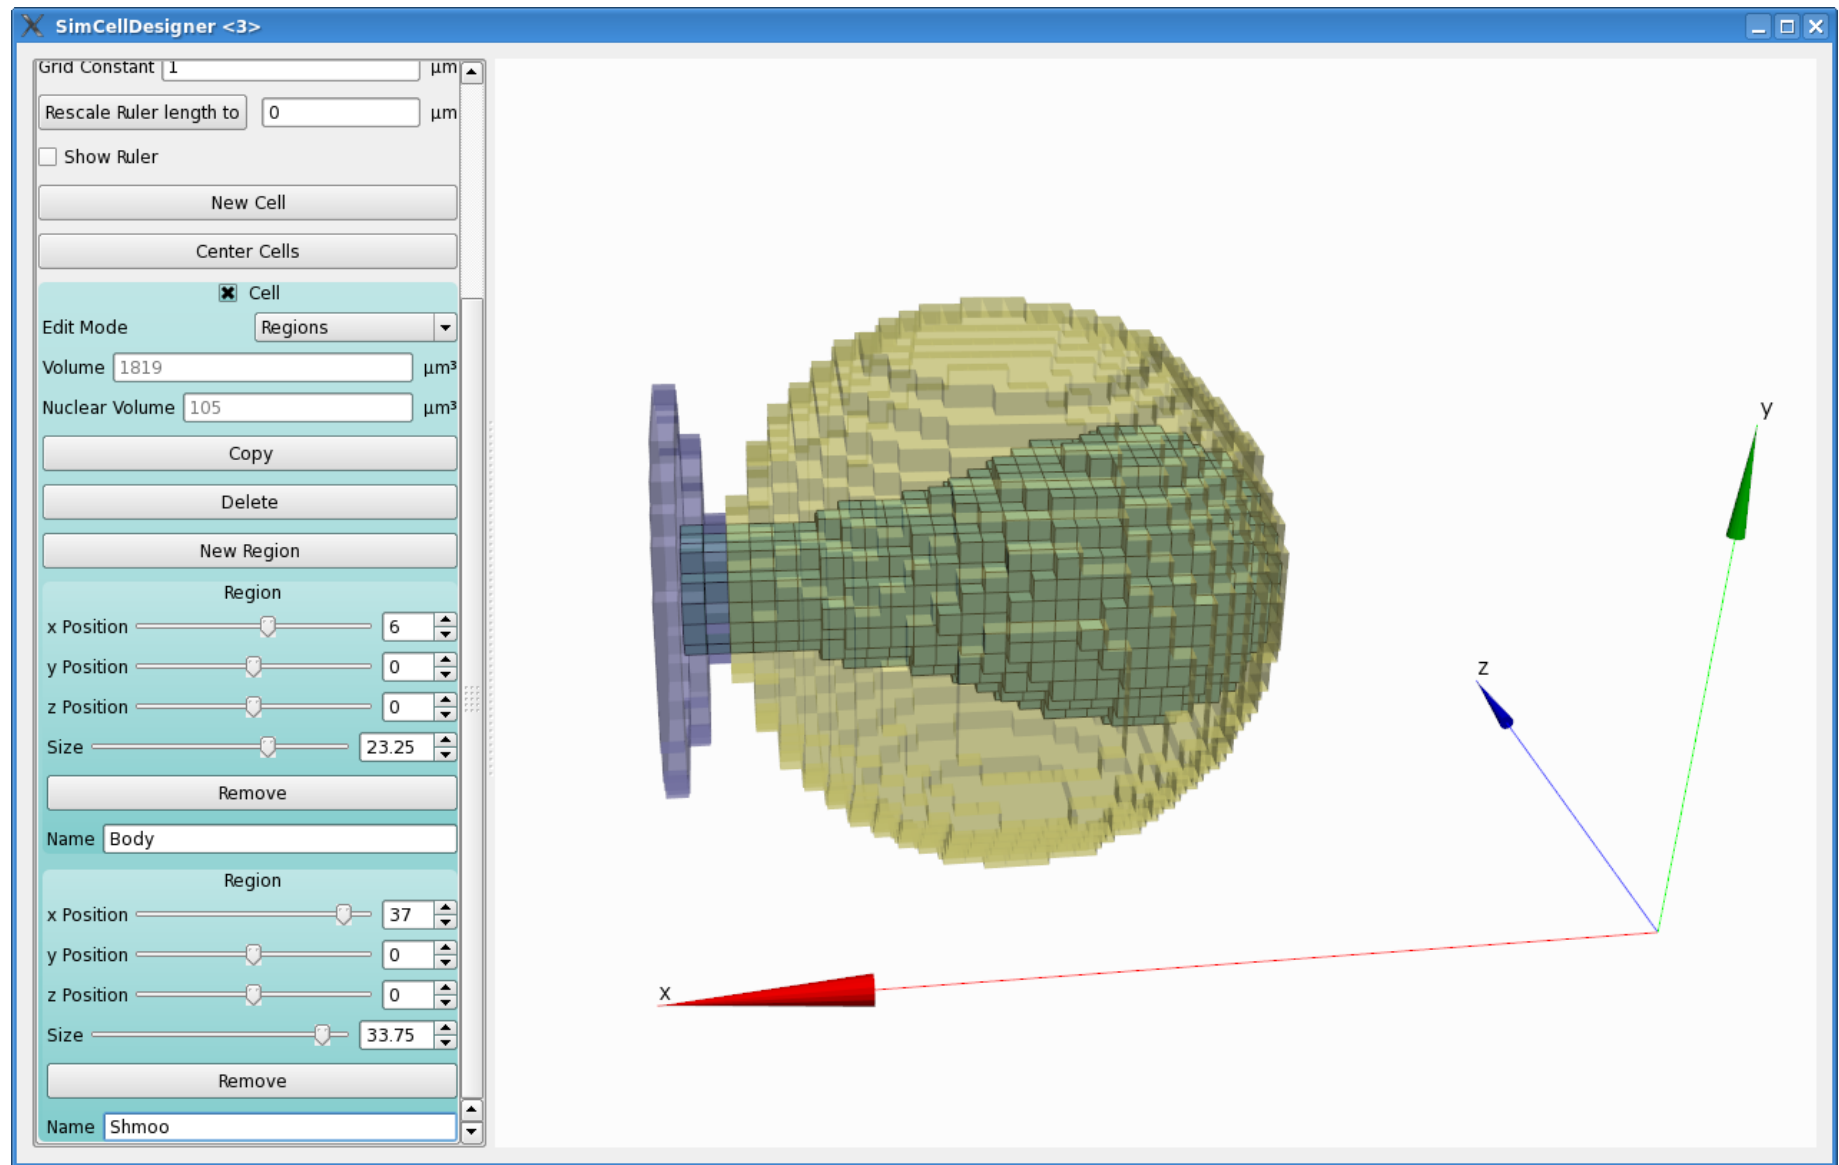 SimCellDesigner <3>
Grid Constant 1 µm
Rescale Ruler length to 0 µm
Show Ruler
New Cell
Center Cells
Cell
Edit Mode Regions
Volume 1819 µm³
Nuclear Volume 105 µm³
Copy
Delete
New Region
Region
x Position 6
y Position 0
z Position 0
Size 23.25
Remove
Name Body
Region
x Position 37
y Position 0
z Position 0
Size 33.75
Remove
Name Shmoo
y
z
x